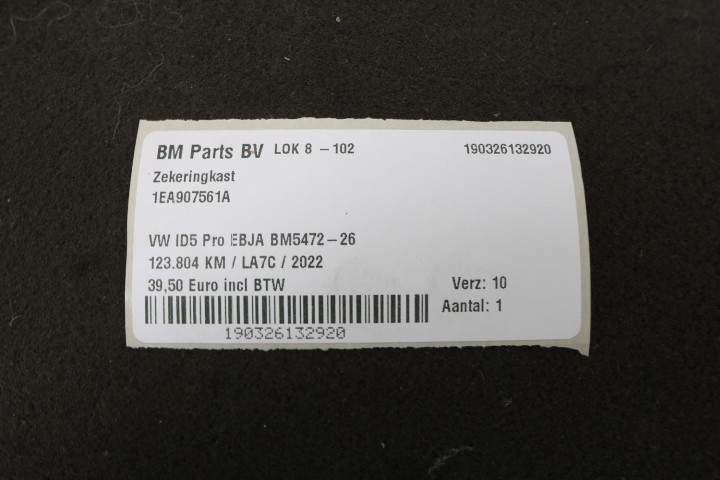 BM Parts BV LOK 8 - 102 190326132920
Zekeringkast
1EA907561A
VW ID5 Pro EBJA BM5472-26
123.804 KM / LA7C / 2022
39,50 Euro incl BTW Verz: 10
Aantal: 1
190326132920